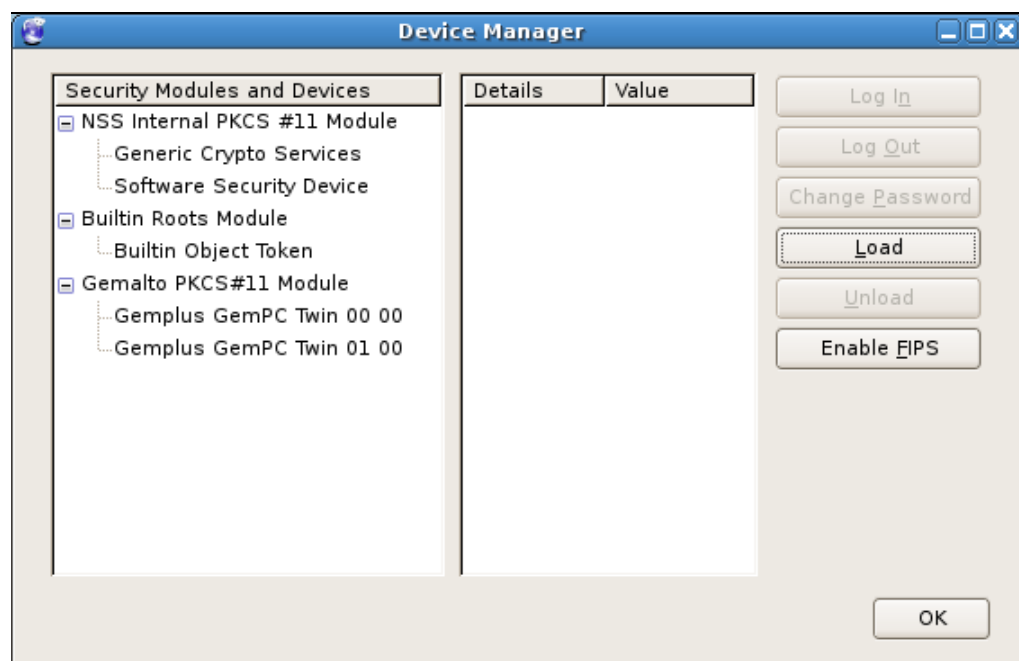 Device Manager
Security Modules and Devices
NSS Internal PKCS #11 Module
Generic Crypto Services
Software Security Device
Builtin Roots Module
Builtin Object Token
Gemalto PKCS#11 Module
Gemplus GemPC Twin 00 00
Gemplus GemPC Twin 01 00
Details Value
Log In
Log Out
Change Password
Load
Unload
Enable FIPS
OK